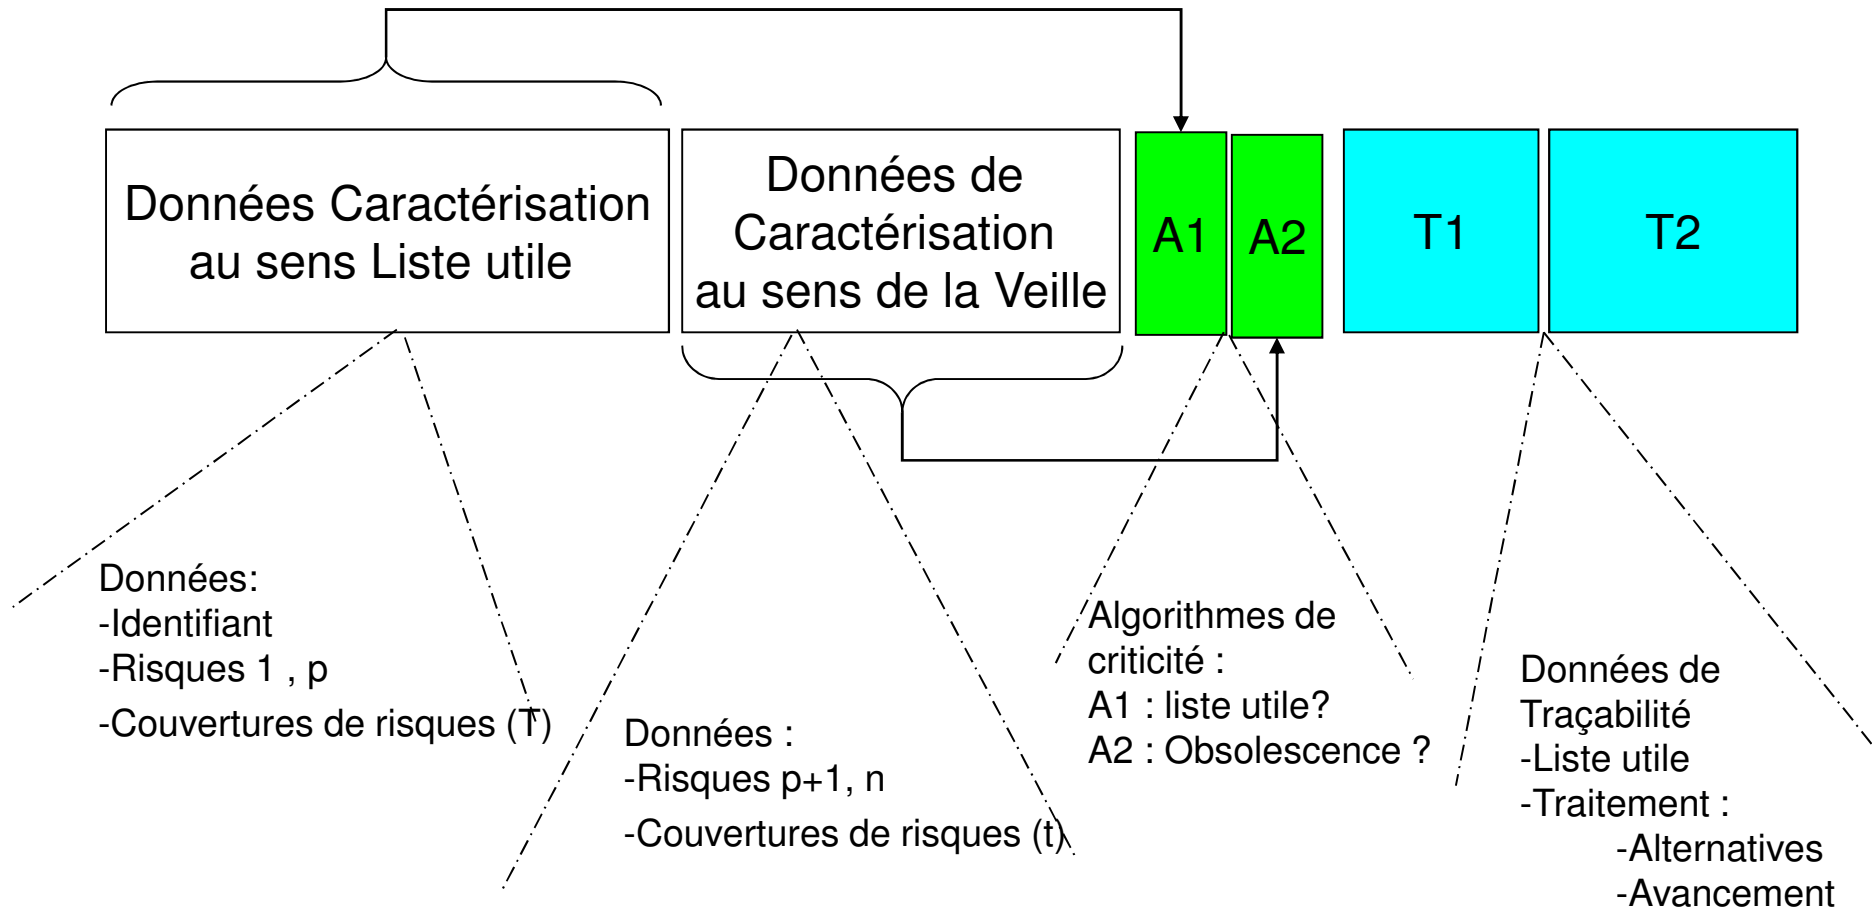 Données Caractérisation
au sens Liste utile
Données de
Caractérisation
au sens de la Veille
A1
A2
T1
T2
Données:
-Identifiant
-Risques 1 , p
-Couvertures de risques (T)
Données :
-Risques p+1, n
-Couvertures de risques (t)
Algorithmes de
criticité :
A1 : liste utile?
A2 : Obsolescence ?
Données de
Traçabilité
-Liste utile
-Traitement :
-Alternatives
-Avancement